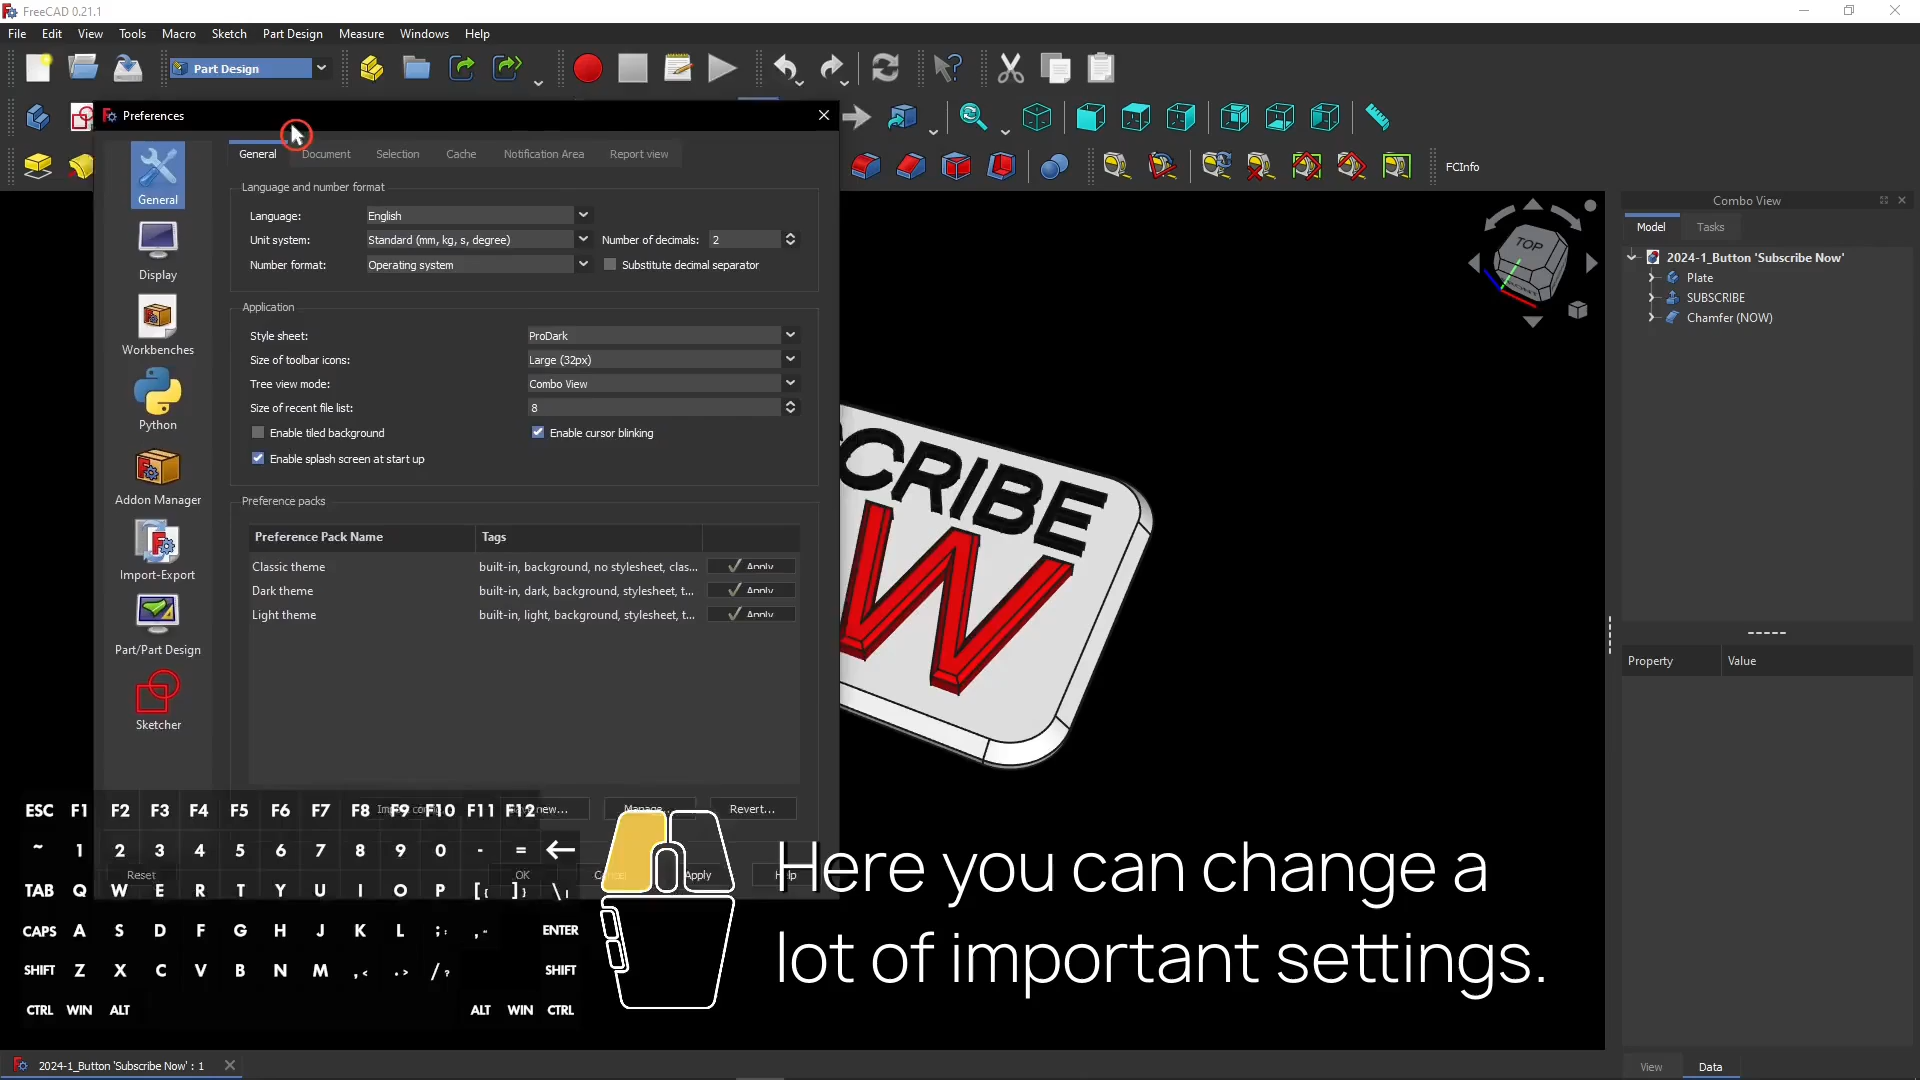 FreeCAD 0.21.1
File Edit View Tools Macro Sketch Part Design Measure Windows Help
Part Design
FCInfo
Preferences
General Document Selection Cache Notification Area Report view
General
Display
Workbenches
Python
Addon Manager
Import-Export
Part/Part Design
Sketcher
Language and number format
Language: English
Unit system: Standard (mm, kg, s, degree) Number of decimals: 2
Number format: Operating system Substitute decimal separator
Application
Style sheet: ProDark
Size of toolbar icons: Large (32px)
Tree view mode: Combo View
Size of recent file list: 8
Enable tiled background Enable cursor blinking
Enable splash screen at start up
Preference packs
Preference Pack Name Tags
Classic theme built-in, background, no stylesheet, clas... Apply
Dark theme built-in, dark, background, stylesheet, t... Apply
Light theme built-in, light, background, stylesheet, t... Apply
new... Manage... Revert...
Reset OK Apply Help
CRIBE
W
TOP
Combo View
Model Tasks
2024-1_Button 'Subscribe Now'
Plate
SUBSCRIBE
Chamfer (NOW)
Property Value
View Data
ESC F1 F2 F3 F4 F5 F6 F7 F8 F9 F10 F11 F12
~ 1 2 3 4 5 6 7 8 9 0 - =
TAB Q W E R T Y U I O P [{ ]} \|
CAPS A S D F G H J K L ;: ," ENTER
SHIFT Z X C V B N M ,< .> /? SHIFT
CTRL WIN ALT ALT WIN CTRL
Here you can change a
lot of important settings.
2024-1_Button 'Subscribe Now' : 1